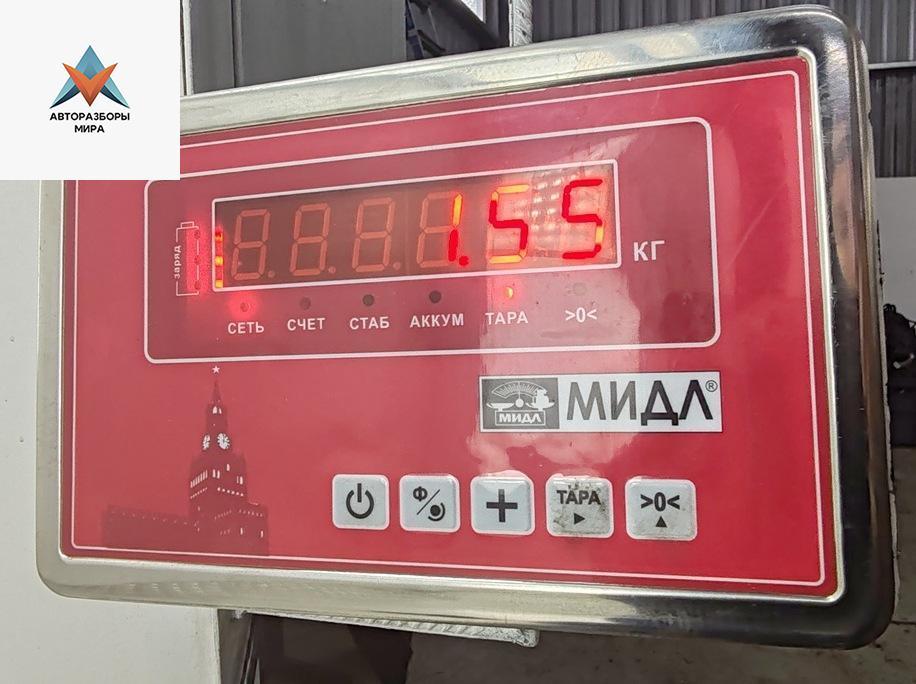 АВТОРАЗБОРЫ
МИРА
заряд
1.55
КГ
СЕТЬ СЧЕТ СТАБ АККУМ ТАРА >0<
МИДЛ
МИДЛ®
Ф/
+
ТАРА
>0<